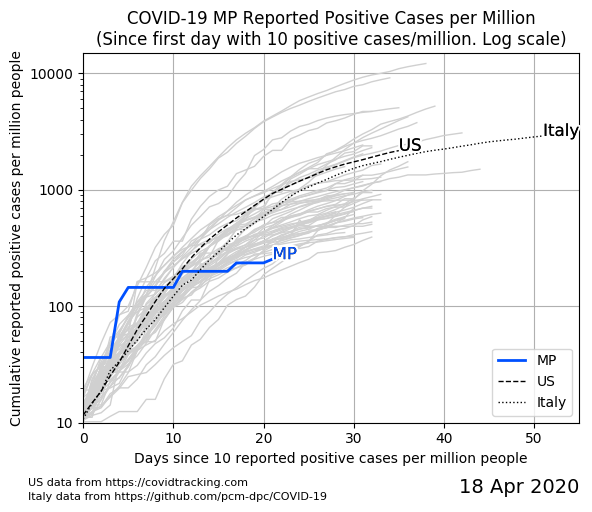 COVID-19 MP Reported Positive Cases per Million
(Since first day with 10 positive cases/million. Log scale)
Cumulative reported positive cases per million people
10000
1000
100
10
US
Italy
MP
MP
US
Italy
0
10
20
30
40
50
Days since 10 reported positive cases per million people
US data from https://covidtracking.com
Italy data from https://github.com/pcm-dpc/COVID-19
18 Apr 2020